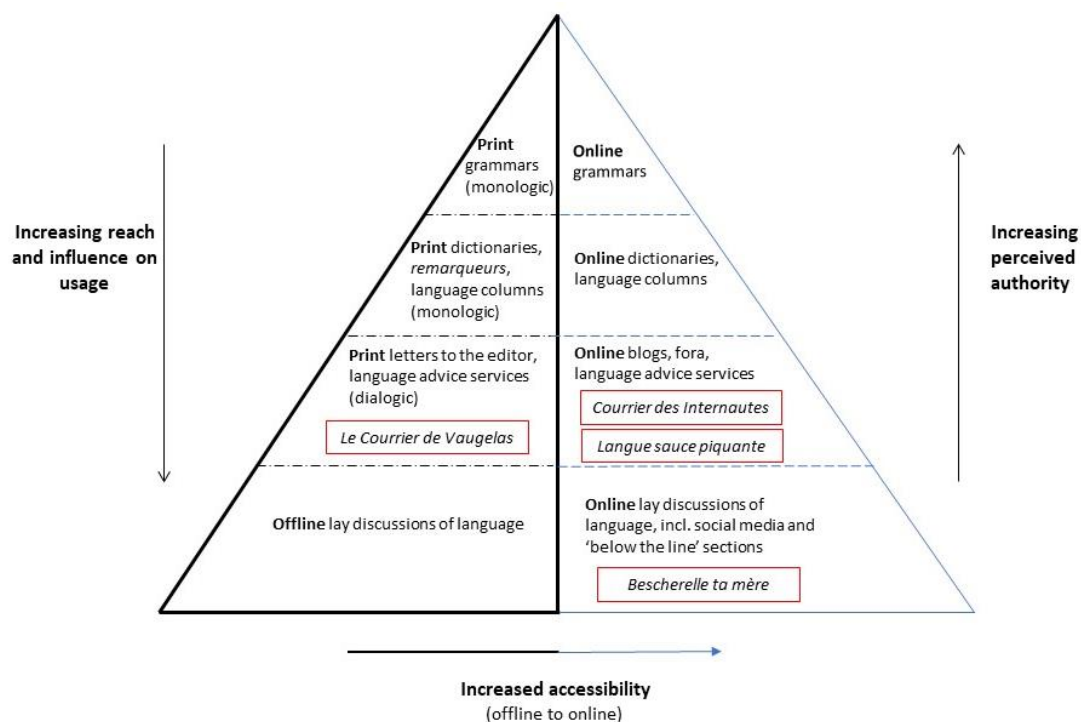 Print
grammars
(monologic)
Online
grammars
Increasing reach
and influence on
usage
Print dictionaries,
remarqueurs,
language columns
(monologic)
Online dictionaries,
language columns
Increasing
perceived
authority
Print letters to the editor,
language advice services
(dialogic)
Le Courrier de Vaugelas
Online blogs, fora,
language advice services
Courrier des Internautes
Langue sauce piquante
Offline lay discussions of language
Online lay discussions of
language, incl. social media and
‘below the line’ sections
Bescherelle ta mère
Increased accessibility
(offline to online)